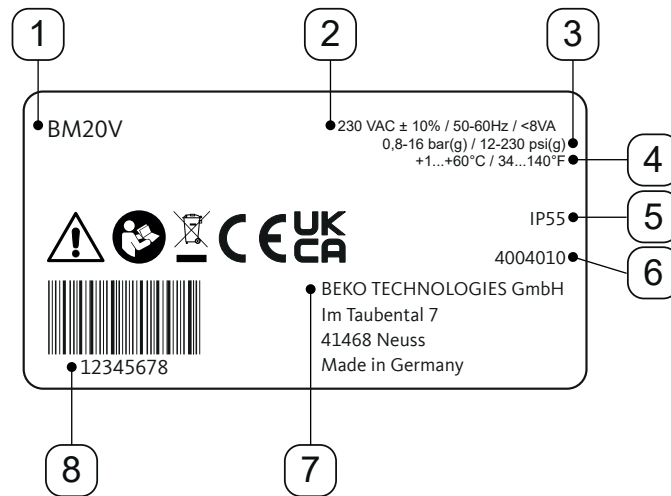 1 2 3
BM20V
230 VAC ± 10% / 50-60Hz / <8VA
0,8-16 bar(g) / 12-230 psi(g)
+1...+60°C / 34...140°F
4
IP55
5
CE UK CA
4004010
6
BEKO TECHNOLOGIES GmbH
Im Taubental 7
41468 Neuss
Made in Germany
12345678
8 7